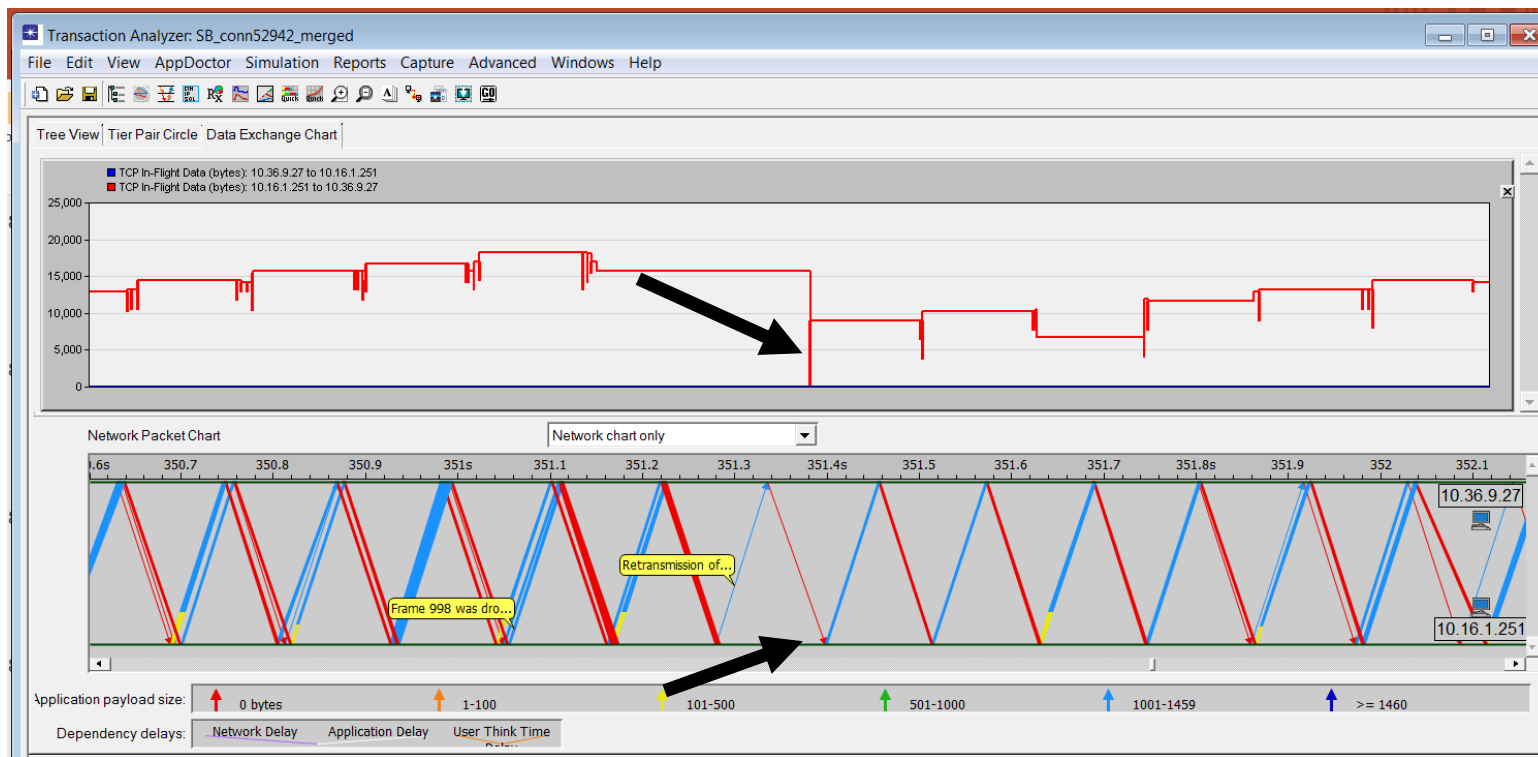 Transaction Analyzer: SB_conn52942_merged
File Edit View AppDoctor Simulation Reports Capture Advanced Windows Help
Tree View Tier Pair Circle Data Exchange Chart
TCP In-Flight Data (bytes): 10.36.9.27 to 10.16.1.251
TCP In-Flight Data (bytes): 10.16.1.251 to 10.36.9.27
25,000
20,000
15,000
10,000
5,000
0
Network Packet Chart Network chart only
.6s 350.7 350.8 350.9 351s 351.1 351.2 351.3 351.4s 351.5 351.6 351.7 351.8s 351.9 352 352.1
10.36.9.27
Retransmission of...
Frame 998 was dro...
10.16.1.251
Application payload size: 0 bytes 1-100 101-500 501-1000 1001-1459 >= 1460
Dependency delays: Network Delay Application Delay User Think Time